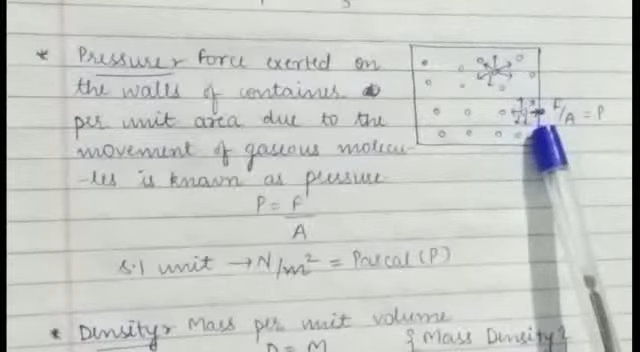 * Pressure → Force exerted on
the walls of container
per unit area due to the
movement of gaseous molecu-
-les is known as pressure
F/A = P
P = F
A
S.I unit → N/m² = Pascal (P)
* Density → Mass per unit volume
D = M
{ Mass Density }